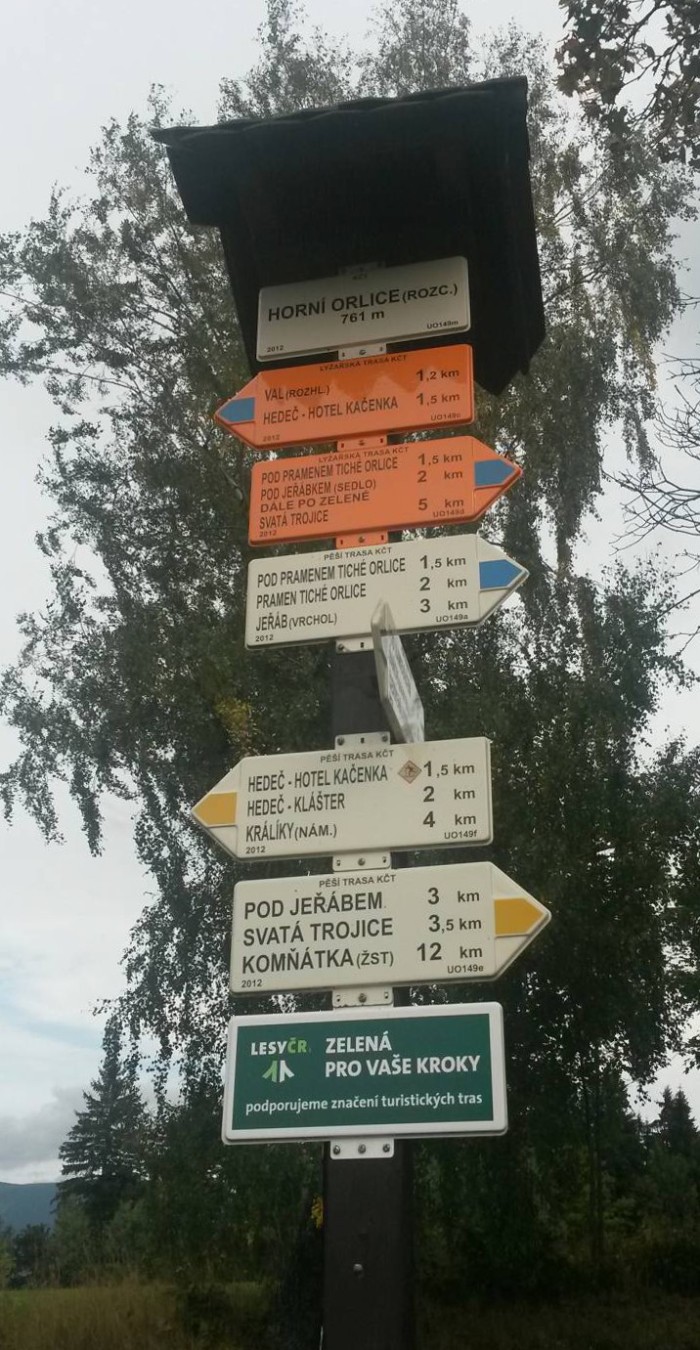 HORNÍ ORLICE (ROZC.)
761 m
2012 UO149m
LYŽAŘSKÁ TRASA KČT
VAL (ROZHL.) 1,2 km
HEDEČ - HOTEL KAČENKA 1,5 km
2012
LYŽAŘSKÁ TRASA KČT
POD PRAMENEM TICHÉ ORLICE 1,5 km
POD JEŘÁBKEM (SEDLO) 2 km
DÁLE PO ZELENÉ
SVATÁ TROJICE 5 km
2012 UO149d
PĚŠÍ TRASA KČT
POD PRAMENEM TICHÉ ORLICE 1,5 km
PRAMEN TICHÉ ORLICE 2 km
JEŘÁB (VRCHOL) 3 km
2012 UO149a
PĚŠÍ TRASA KČT
HEDEČ - HOTEL KAČENKA 1,5 km
HEDEČ - KLÁŠTER 2 km
KRÁLÍKY (NÁM.) 4 km
2012 UO149f
PĚŠÍ TRASA KČT
POD JEŘÁBEM 3 km
SVATÁ TROJICE 3,5 km
KOMŇÁTKA (ŽST) 12 km
2012 UO149e
LESY ČR ZELENÁ
PRO VAŠE KROKY
podporujeme značení turistických tras